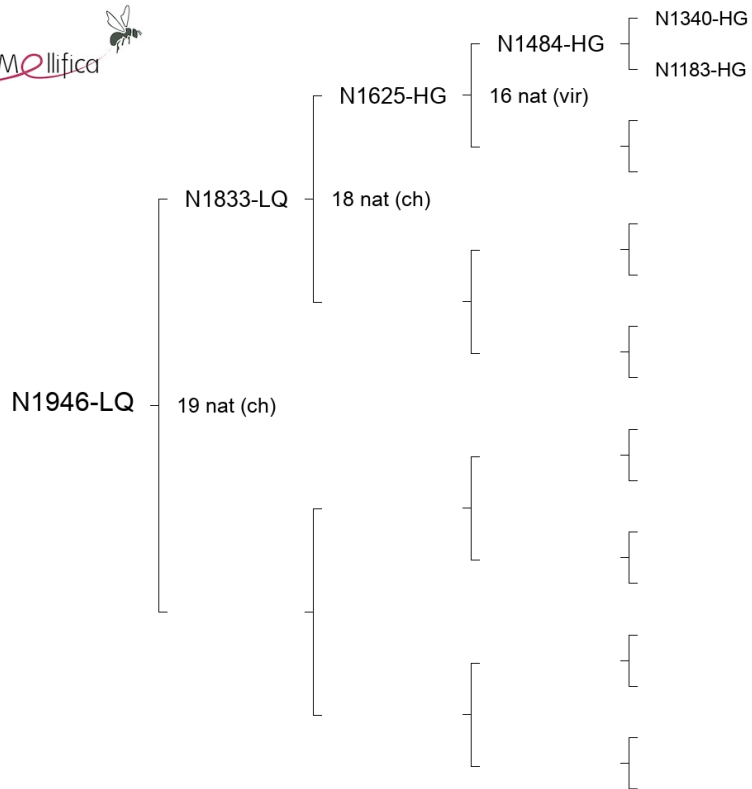 Mellifica
N1340-HG
N1484-HG
N1183-HG
N1625-HG
16 nat (vir)
N1833-LQ
18 nat (ch)
N1946-LQ
19 nat (ch)